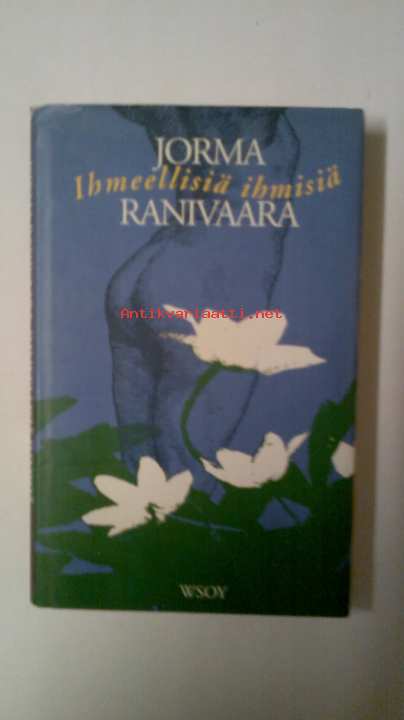 JORMA
Ihmeellisiä ihmisiä
RANIVAARA
Antikvariaatti.net
WSOY